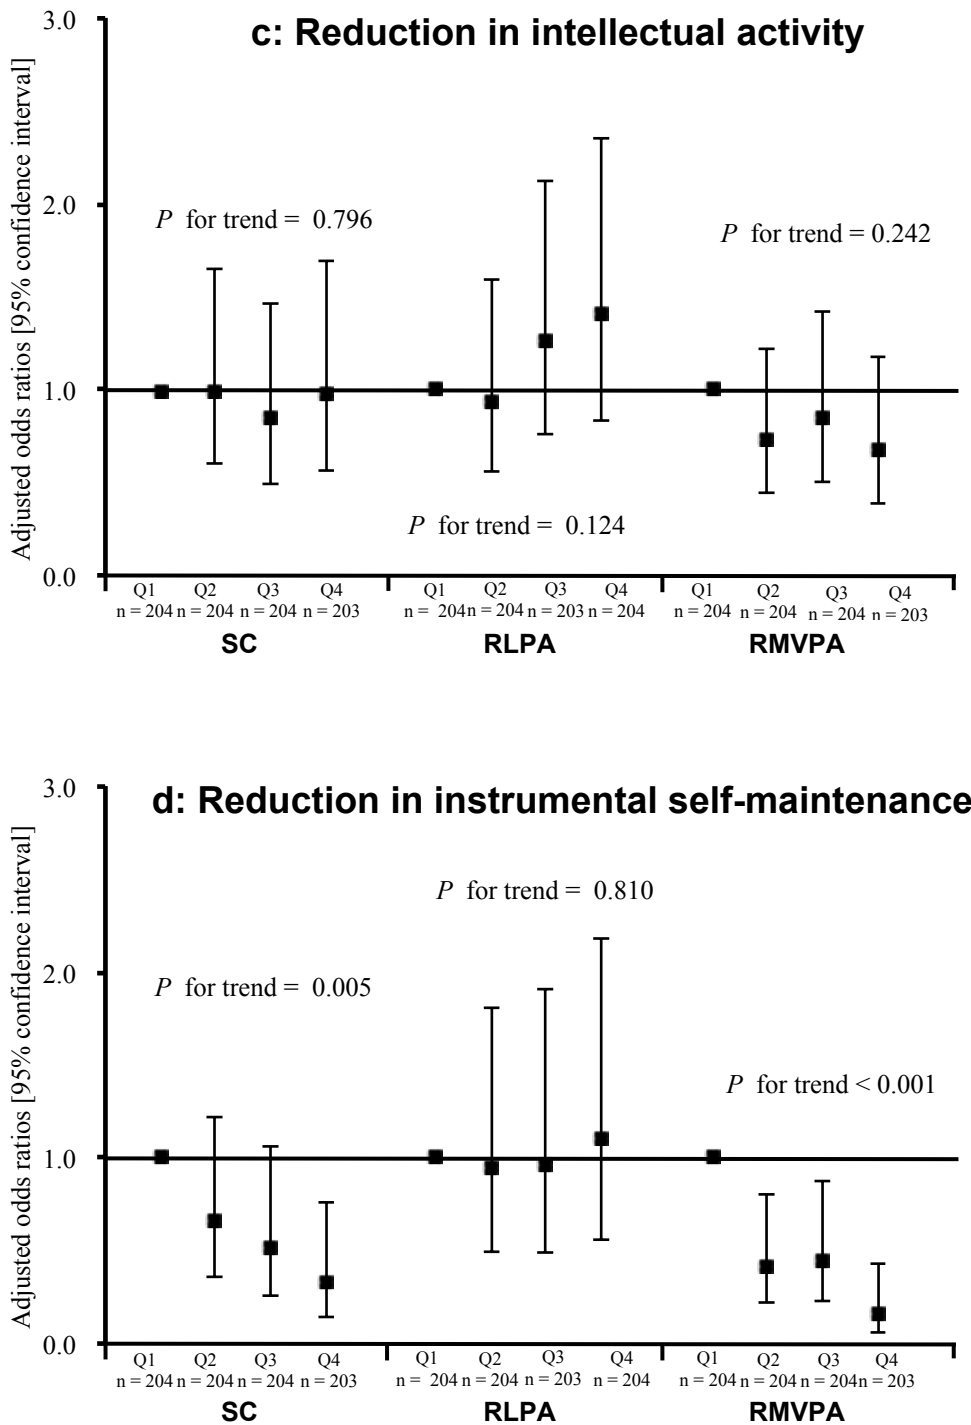 c: Reduction in intellectual activity
Adjusted odds ratios [95% confidence interval]
3.0
2.0
1.0
0.0
P for trend = 0.796
P for trend = 0.242
P for trend = 0.124
Q1 Q2 Q3 Q4 Q1 Q2 Q3 Q4 Q1 Q2 Q3 Q4
n = 204 n = 204 n = 204 n = 203 n = 204 n = 204 n = 203 n = 204 n = 204 n = 204 n = 204 n = 203
SC RLPA RMVPA
d: Reduction in instrumental self-maintenance
Adjusted odds ratios [95% confidence interval]
3.0
2.0
1.0
0.0
P for trend = 0.810
P for trend = 0.005
P for trend < 0.001
Q1 Q2 Q3 Q4 Q1 Q2 Q3 Q4 Q1 Q2 Q3 Q4
n = 204 n = 204 n = 204 n = 203 n = 204 n = 204 n = 203 n = 204 n = 204 n = 204 n = 204 n = 203
SC RLPA RMVPA